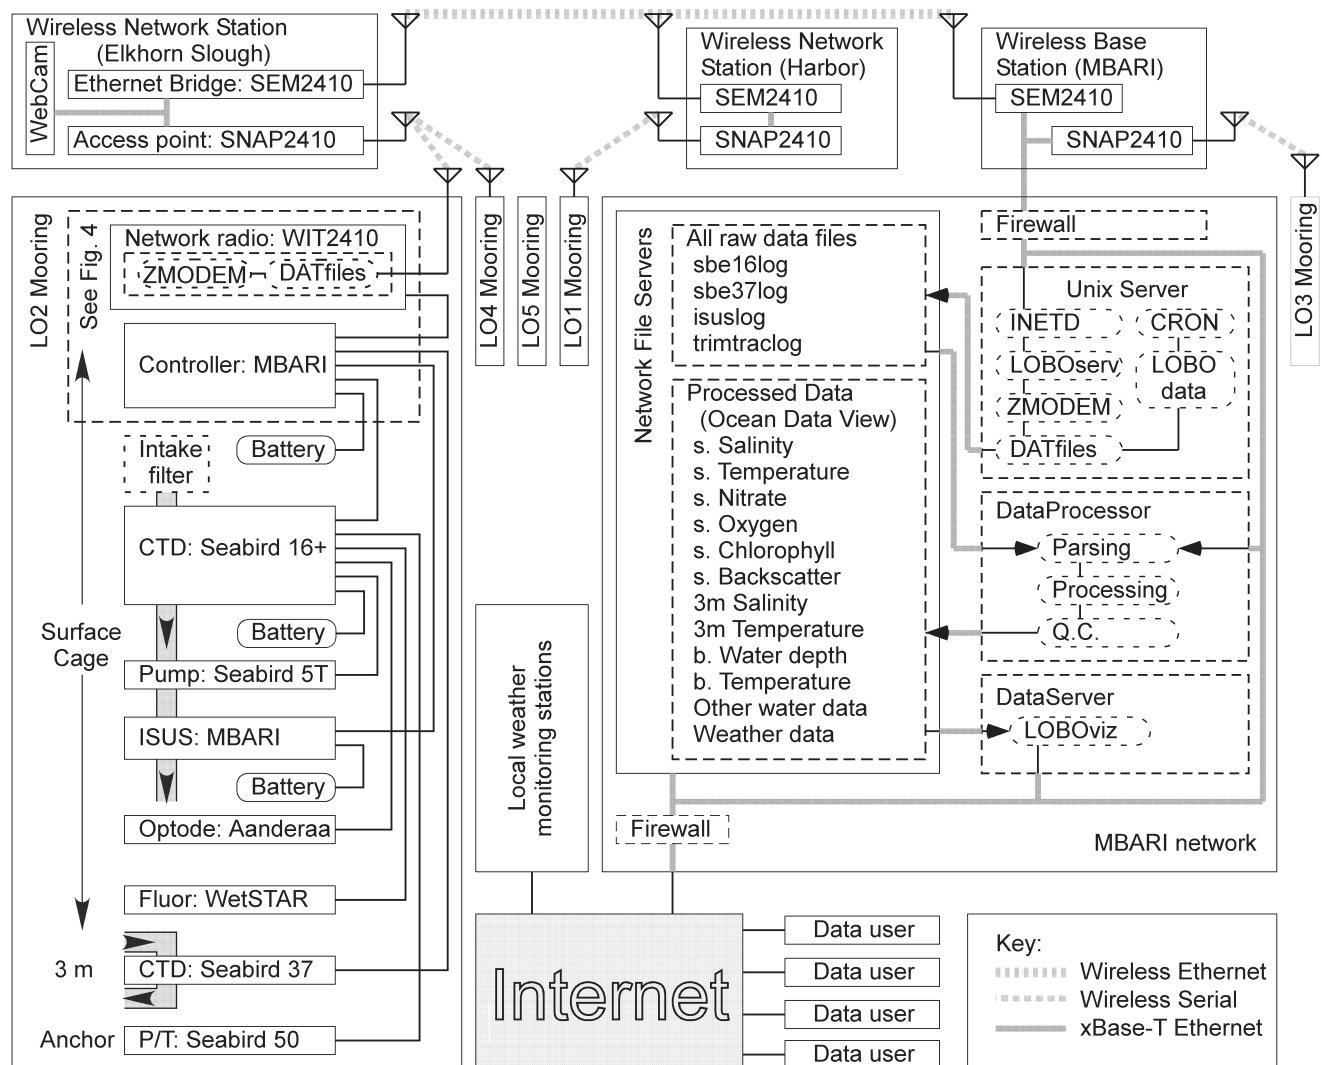 Wireless Network Station
(Elkhorn Slough)
WebCam
Ethernet Bridge: SEM2410
Access point: SNAP2410
Wireless Network
Station (Harbor)
SEM2410
SNAP2410
Wireless Base
Station (MBARI)
SEM2410
SNAP2410
LO2 Mooring
See Fig. 4
Network radio: WIT2410
ZMODEM
DATfiles
Controller: MBARI
Battery
Intake
filter
CTD: Seabird 16+
Battery
Surface
Cage
Pump: Seabird 5T
ISUS: MBARI
Battery
Optode: Aanderaa
Fluor: WetSTAR
3 m
CTD: Seabird 37
Anchor
P/T: Seabird 50
LO4 Mooring
LO5 Mooring
LO1 Mooring
LO3 Mooring
Network File Servers
All raw data files
sbe16log
sbe37log
isuslog
trimtraclog
Processed Data
(Ocean Data View)
s. Salinity
s. Temperature
s. Nitrate
s. Oxygen
s. Chlorophyll
s. Backscatter
3m Salinity
3m Temperature
b. Water depth
b. Temperature
Other water data
Weather data
Firewall
Unix Server
INETD
CRON
LOBOserv
LOBO
data
ZMODEM
DATfiles
DataProcessor
Parsing
Processing
Q.C.
DataServer
LOBOviz
Firewall
MBARI network
Local weather
monitoring stations
Internet
Data user
Data user
Data user
Data user
Key:
Wireless Ethernet
Wireless Serial
xBase-T Ethernet